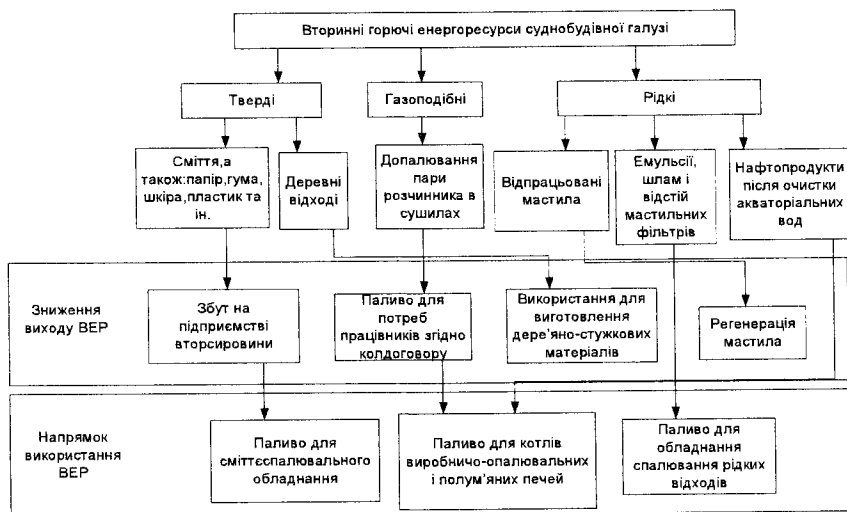 Вторинні горючі енергоресурси суднобудівної галузі
Тверді
Газоподібні
Рідкі
Сміття,а
також:папір,гума,
шкіра,пластик та
ін.
Деревні
відході
Допалювання
пари
розчинника в
сушилах
Відпрацьовані
мастила
Емульсії,
шлам і
відстій
мастильних
фільтрів
Нафтопродукти
після очистки
акваторіальних
вод
Зниження
виходу ВЕР
Збут на
підприємстві
вторсировини
Паливо для
потреб
працівників згідно
колдоговору
Використання для
виготовлення
дере'яно-стужкових
матеріалів
Регенерація
мастила
Напрямок
використання
ВЕР
Паливо для
сміттєспалювального
обладнання
Паливо для котлів
виробничо-опалювальних
і полум'яних печей
Паливо для
обладнання
спалювання рідких
відходів